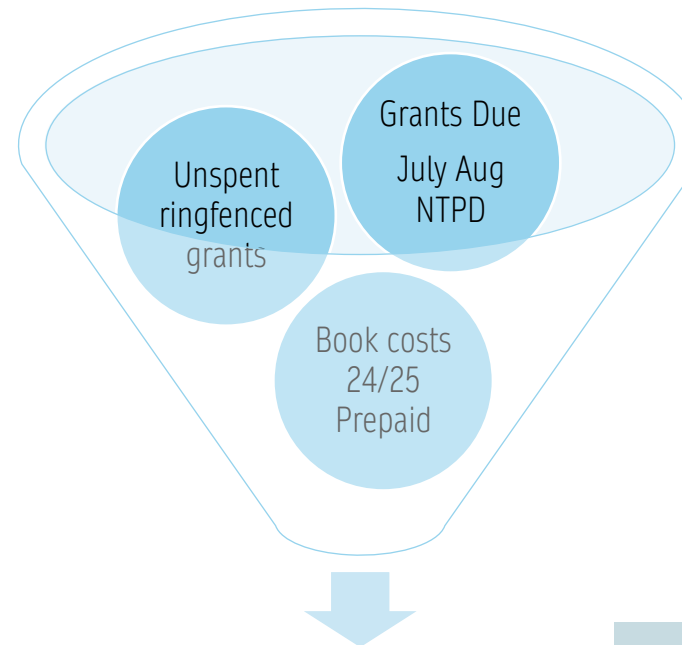 Unspent
ringfenced
grants
Grants Due
July Aug
NTPD
Book costs
24/25
Prepaid